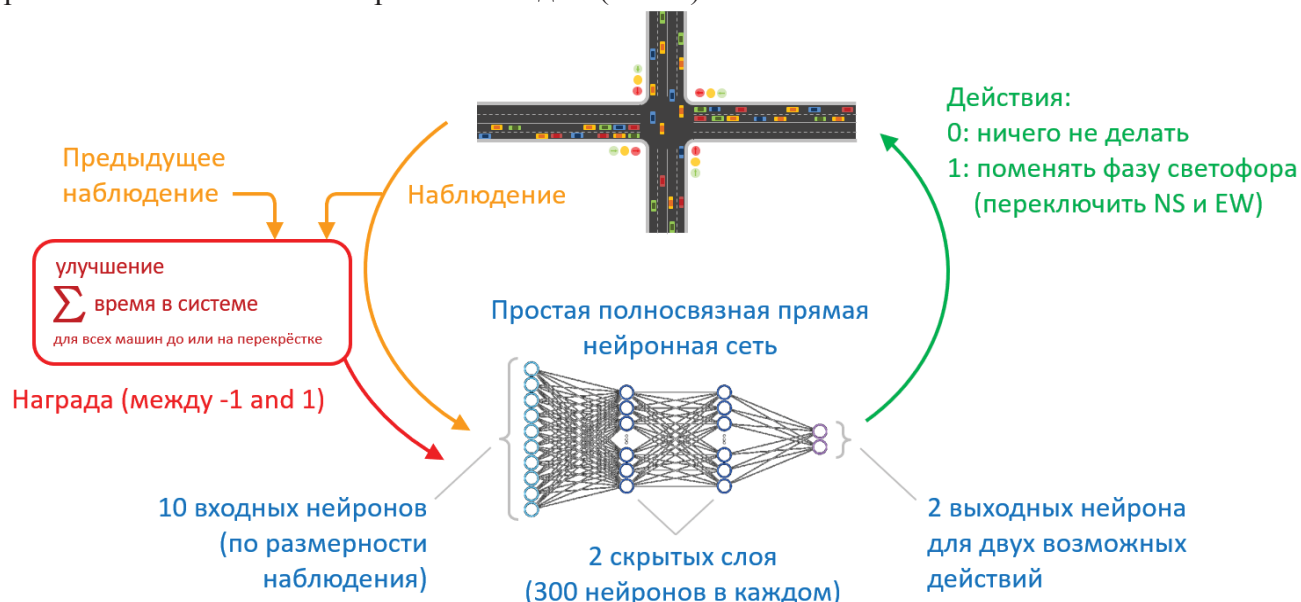 Действия:
0: ничего не делать
1: поменять фазу светофора
(переключить NS и EW)
Предыдущее
наблюдение
Наблюдение
улучшение
∑ время в системе
для всех машин до или на перекрёстке
Награда (между -1 and 1)
Простая полносвязная прямая
нейронная сеть
10 входных нейронов
(по размерности
наблюдения)
2 скрытых слоя
(300 нейронов в каждом)
2 выходных нейрона
для двух возможных
действий